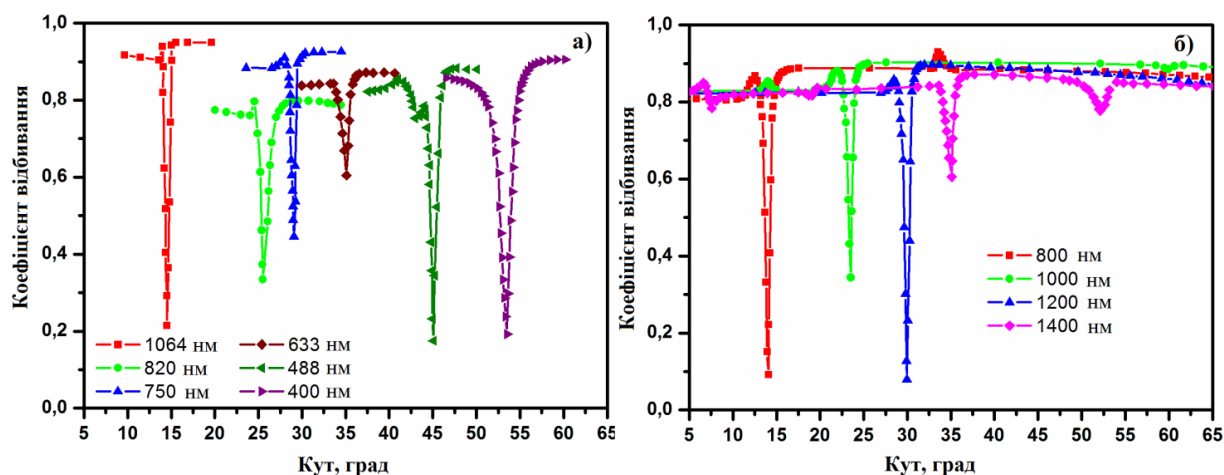 а)
Коефіцієнт відбивання
1,0
0,8
0,6
0,4
0,2
0,0
1064 нм
820 нм
750 нм
633 нм
488 нм
400 нм
5 10 15 20 25 30 35 40 45 50 55 60 65
Кут, град
б)
Коефіцієнт відбивання
1,0
0,8
0,6
0,4
0,2
0,0
800 нм
1000 нм
1200 нм
1400 нм
5 10 15 20 25 30 35 40 45 50 55 60 65
Кут, град